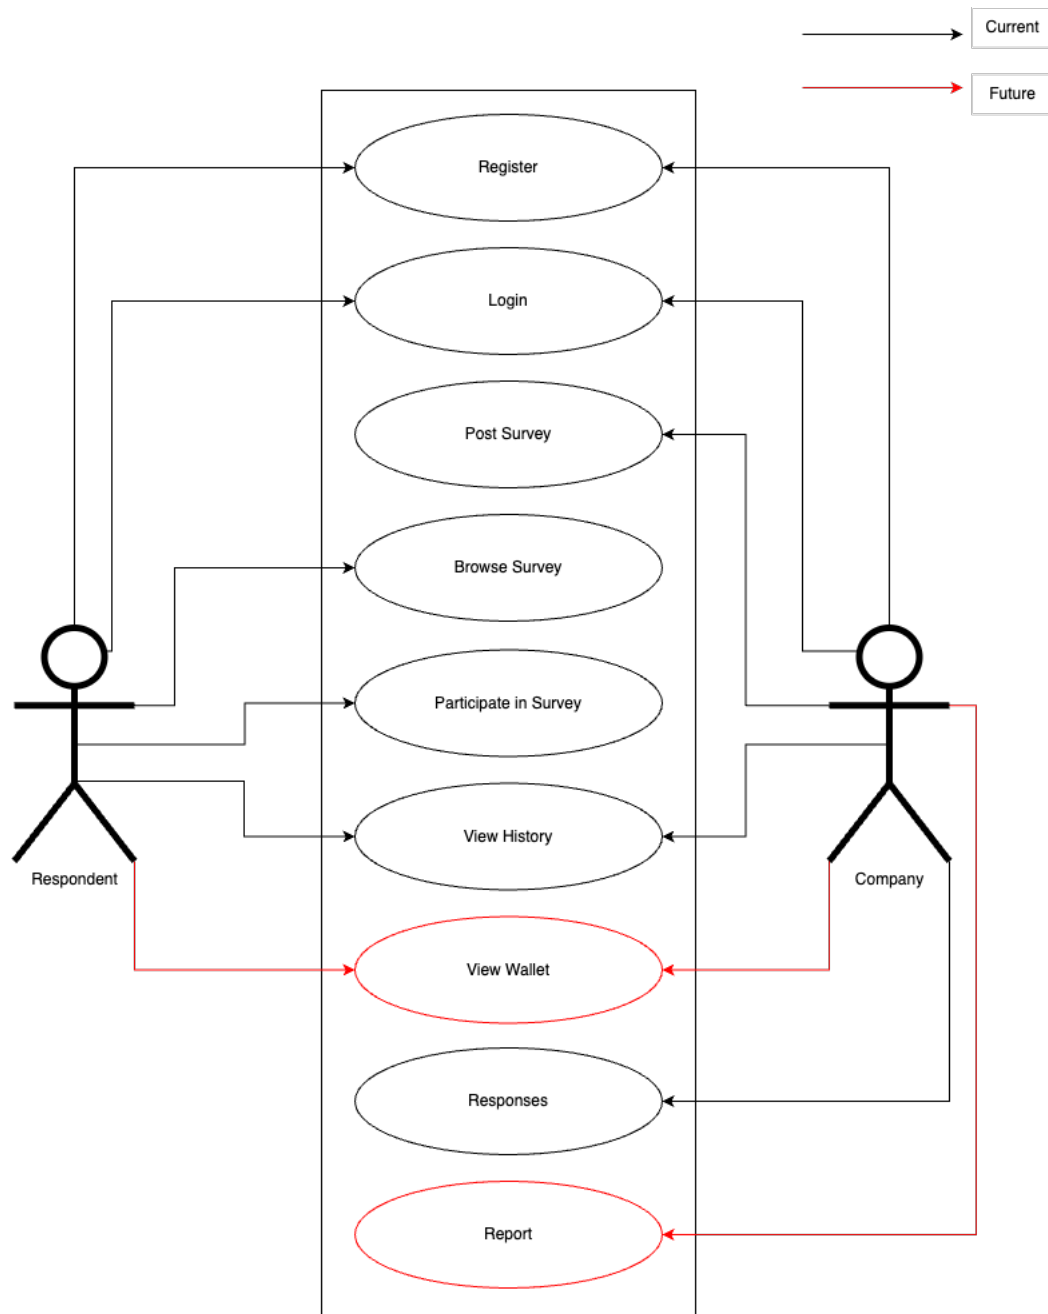 Current
Future
Register
Login
Post Survey
Browse Survey
Participate in Survey
View History
Respondent
Company
View Wallet
Responses
Report